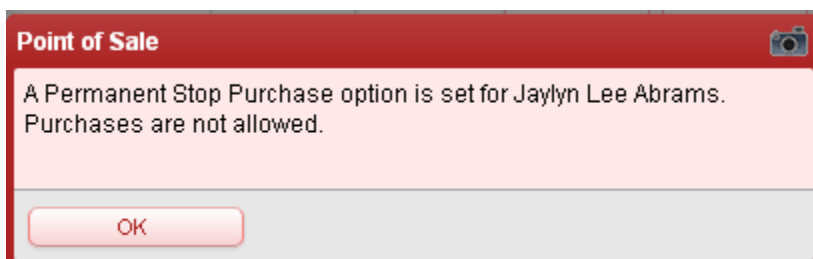 Point of Sale
A Permanent Stop Purchase option is set for Jaylyn Lee Abrams.
Purchases are not allowed.
OK